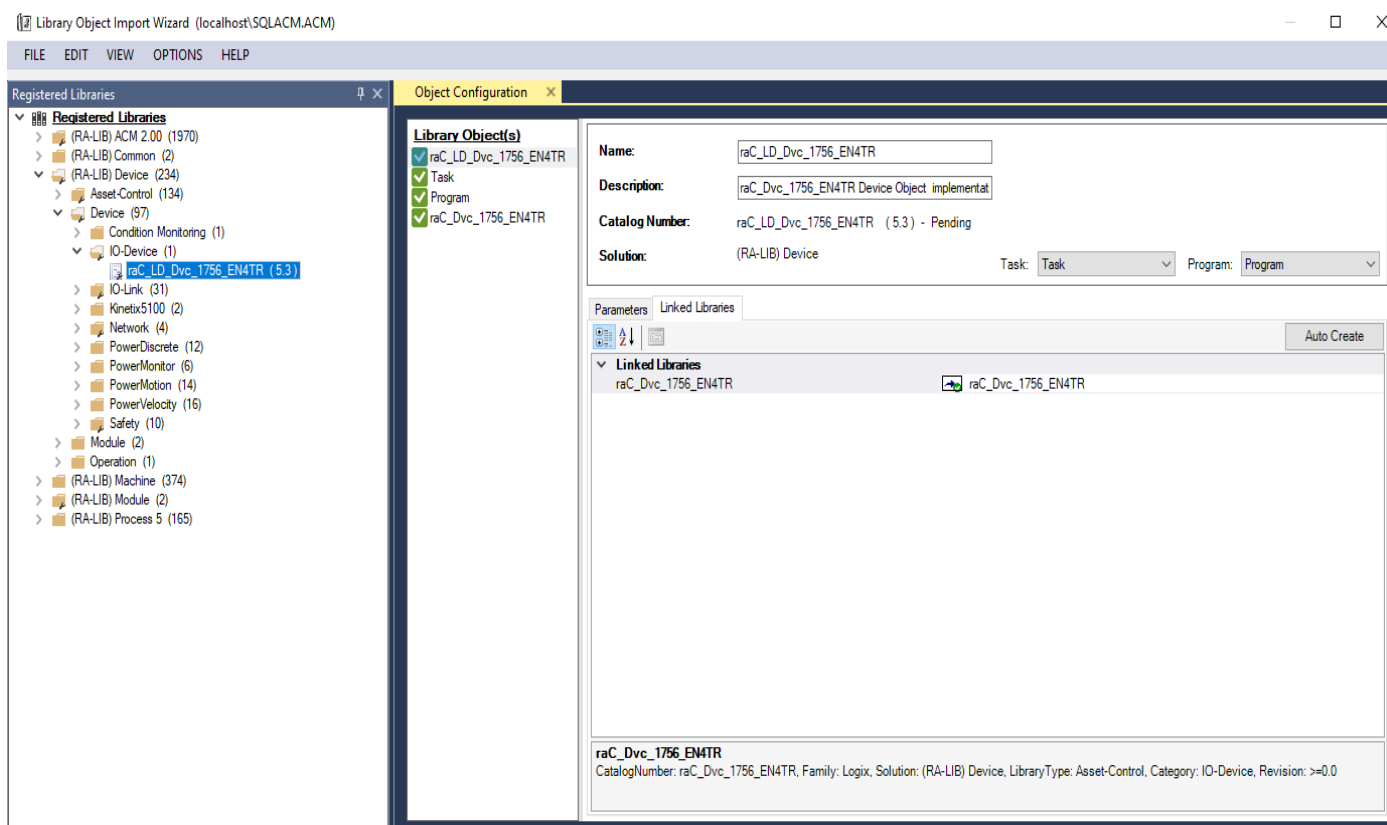 Library Object Import Wizard (localhost\SQLACM.ACM)
FILE EDIT VIEW OPTIONS HELP
Registered Libraries
Registered Libraries
(RA-LIB) ACM 2.00 (1970)
(RA-LIB) Common (2)
(RA-LIB) Device (234)
Asset-Control (134)
Device (97)
Condition Monitoring (1)
IO-Device (1)
raC_LD_Dvc_1756_EN4TR (5.3)
IO-Link (31)
Kinetix5100 (2)
Network (4)
PowerDiscrete (12)
PowerMonitor (6)
PowerMotion (14)
PowerVelocity (16)
Safety (10)
Module (2)
Operation (1)
(RA-LIB) Machine (374)
(RA-LIB) Module (2)
(RA-LIB) Process 5 (165)
Object Configuration
Library Object(s)
raC_LD_Dvc_1756_EN4TR
Task
Program
raC_Dvc_1756_EN4TR
Name: raC_LD_Dvc_1756_EN4TR
Description: raC_Dvc_1756_EN4TR Device Object implementat
Catalog Number: raC_LD_Dvc_1756_EN4TR (5.3) - Pending
Solution: (RA-LIB) Device
Task: Task Program: Program
Parameters Linked Libraries
A Z Auto Create
Linked Libraries
raC_Dvc_1756_EN4TR raC_Dvc_1756_EN4TR
raC_Dvc_1756_EN4TR
CatalogNumber: raC_Dvc_1756_EN4TR, Family: Logix, Solution: (RA-LIB) Device, LibraryType: Asset-Control, Category: IO-Device, Revision: >=0.0